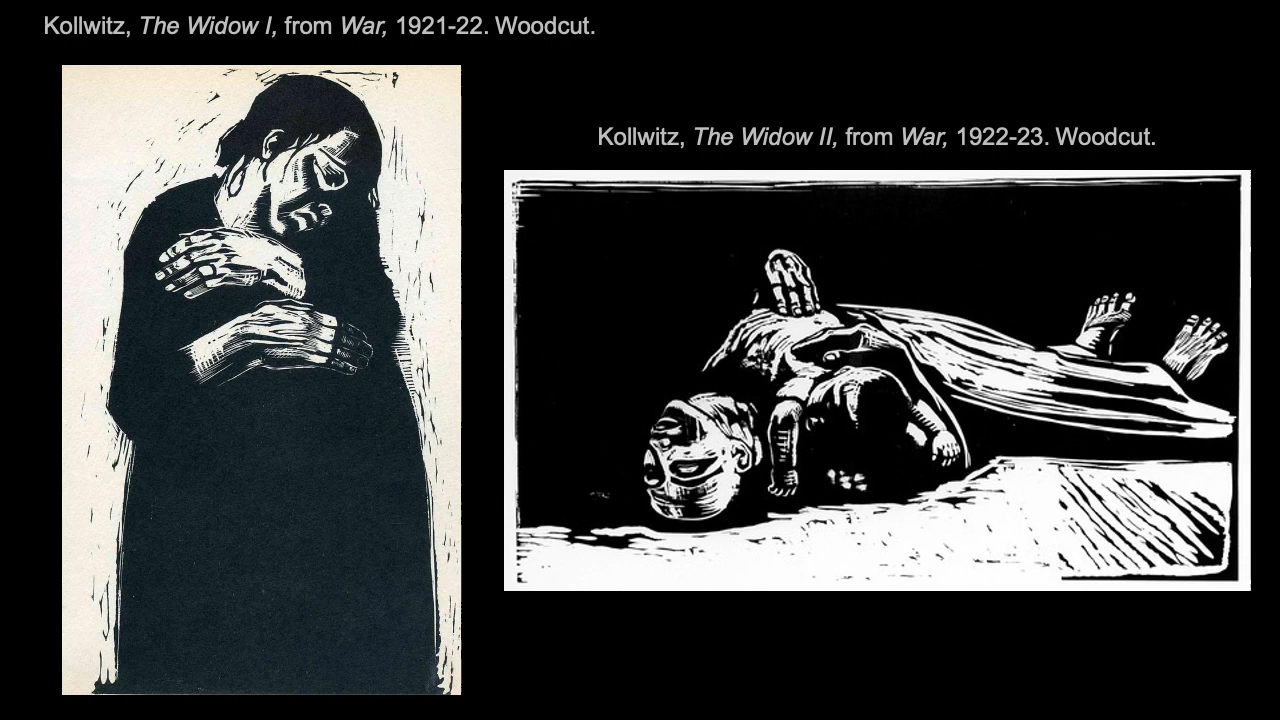 Kollwitz, The Widow I, from War, 1921-22. Woodcut.
Kollwitz, The Widow II, from War, 1922-23. Woodcut.